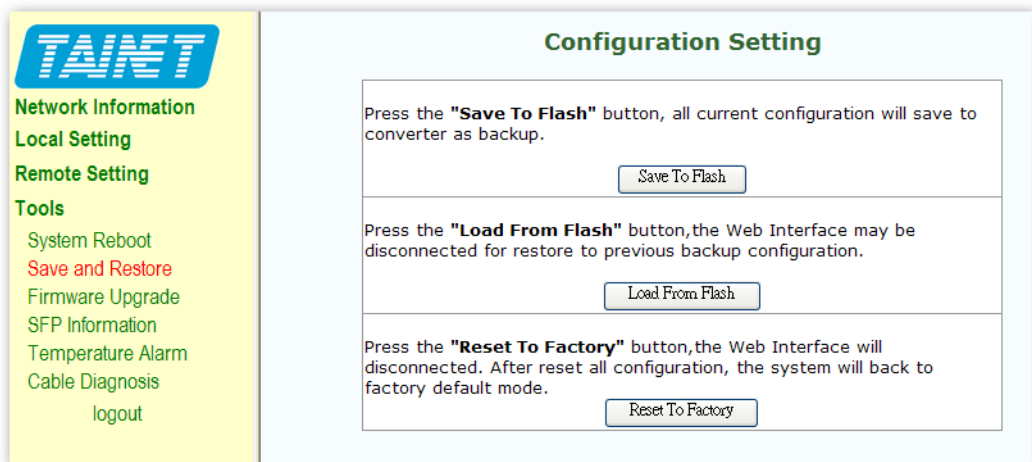 TAINET
Network Information
Local Setting
Remote Setting
Tools
System Reboot
Save and Restore
Firmware Upgrade
SFP Information
Temperature Alarm
Cable Diagnosis
logout
Configuration Setting
Press the "Save To Flash" button, all current configuration will save to
converter as backup.
Save To Flash
Press the "Load From Flash" button,the Web Interface may be
disconnected for restore to previous backup configuration.
Load From Flash
Press the "Reset To Factory" button,the Web Interface will
disconnected. After reset all configuration, the system will back to
factory default mode.
Reset To Factory